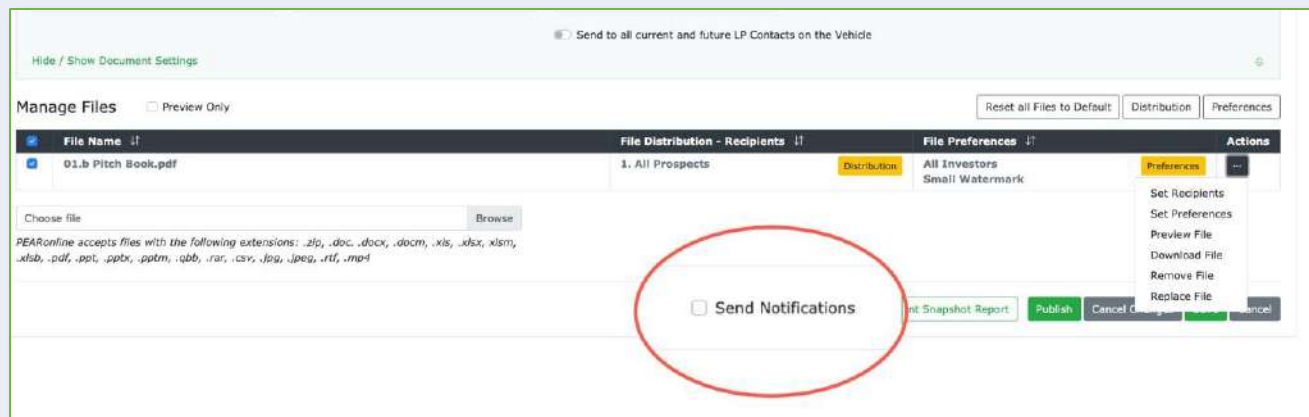 Send to all current and future LP Contacts on the Vehicle
Hide / Show Document Settings
Manage Files
Preview Only
Reset all Files to Default
Distribution
Preferences
File Name
File Distribution - Recipients
File Preferences
Actions
01.b Pitch Book.pdf
1. All Prospects
Distribution
All Investors
Small Watermark
Preferences
...
Set Recipients
Set Preferences
Preview File
Download File
Remove File
Replace File
Choose file
Browse
PEARonline accepts files with the following extensions: .zip, .doc. .docx, .docm, .xls, .xlsx, xlsm,
.xlsb, .pdf, .ppt, .pptx, .pptm, .qbb, .rar, .csv, .jpg, .jpeg, .rtf, .mp4
Send Notifications
nt Snapshot Report
Publish
Cancel